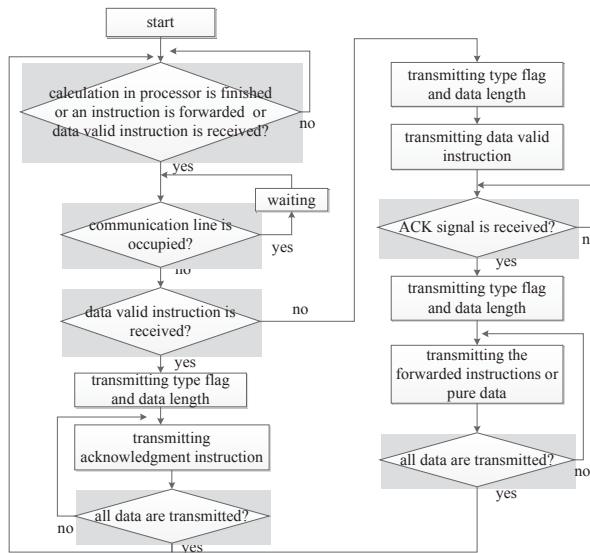 start
calculation in processor is finished
or an instruction is forwarded or
data valid instruction is received?
no
yes
waiting
communication line is
occupied?
yes
no
data valid instruction is
received?
no
yes
transmitting type flag
and data length
transmitting
acknowledgment instruction
all data are transmitted?
no
yes
transmitting type flag
and data length
transmitting data valid
instruction
ACK signal is received?
n
yes
transmitting type flag
and data length
transmitting the
forwarded instructions or
pure data
all data are transmitted?
no
yes